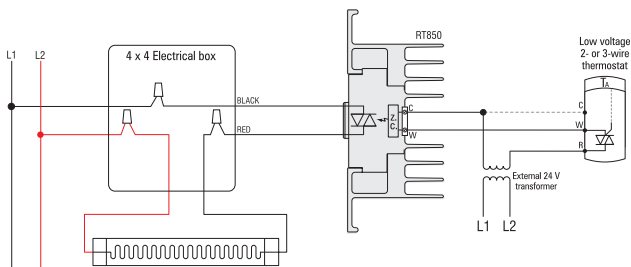 RT850
L1
L2
4 x 4 Electrical box
Low voltage
2- or 3-wire
thermostat
TA
BLACK
C
C
Z.
C.
RED
W
W
R
External 24 V
transformer
L1
L2